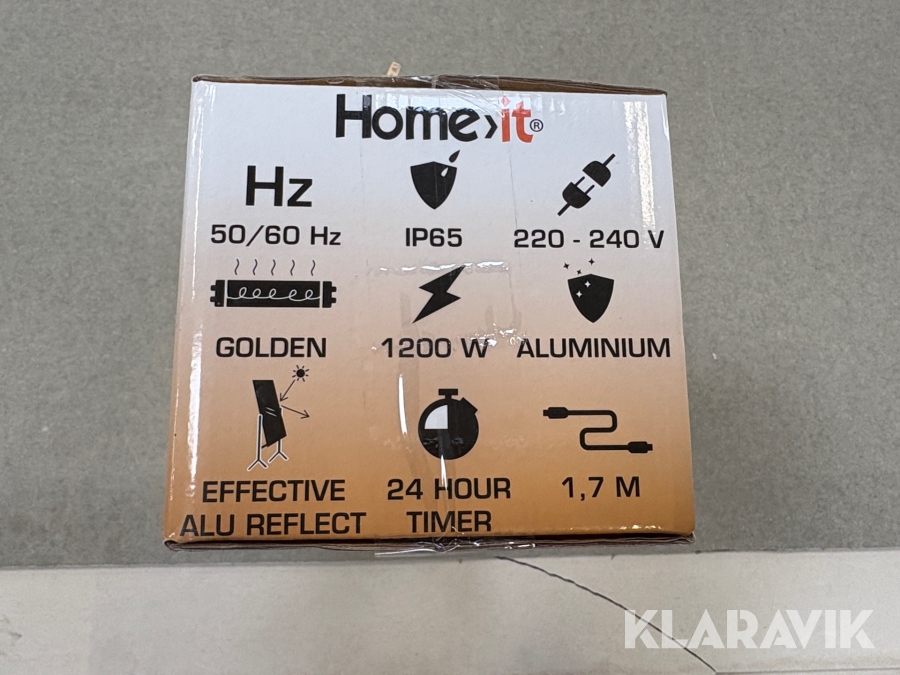 Home›it®
Hz
50/60 Hz
IP65
220 - 240 V
GOLDEN
1200 W
ALUMINIUM
EFFECTIVE
ALU REFLECT
24 HOUR
TIMER
1,7 M
KLARAVIK